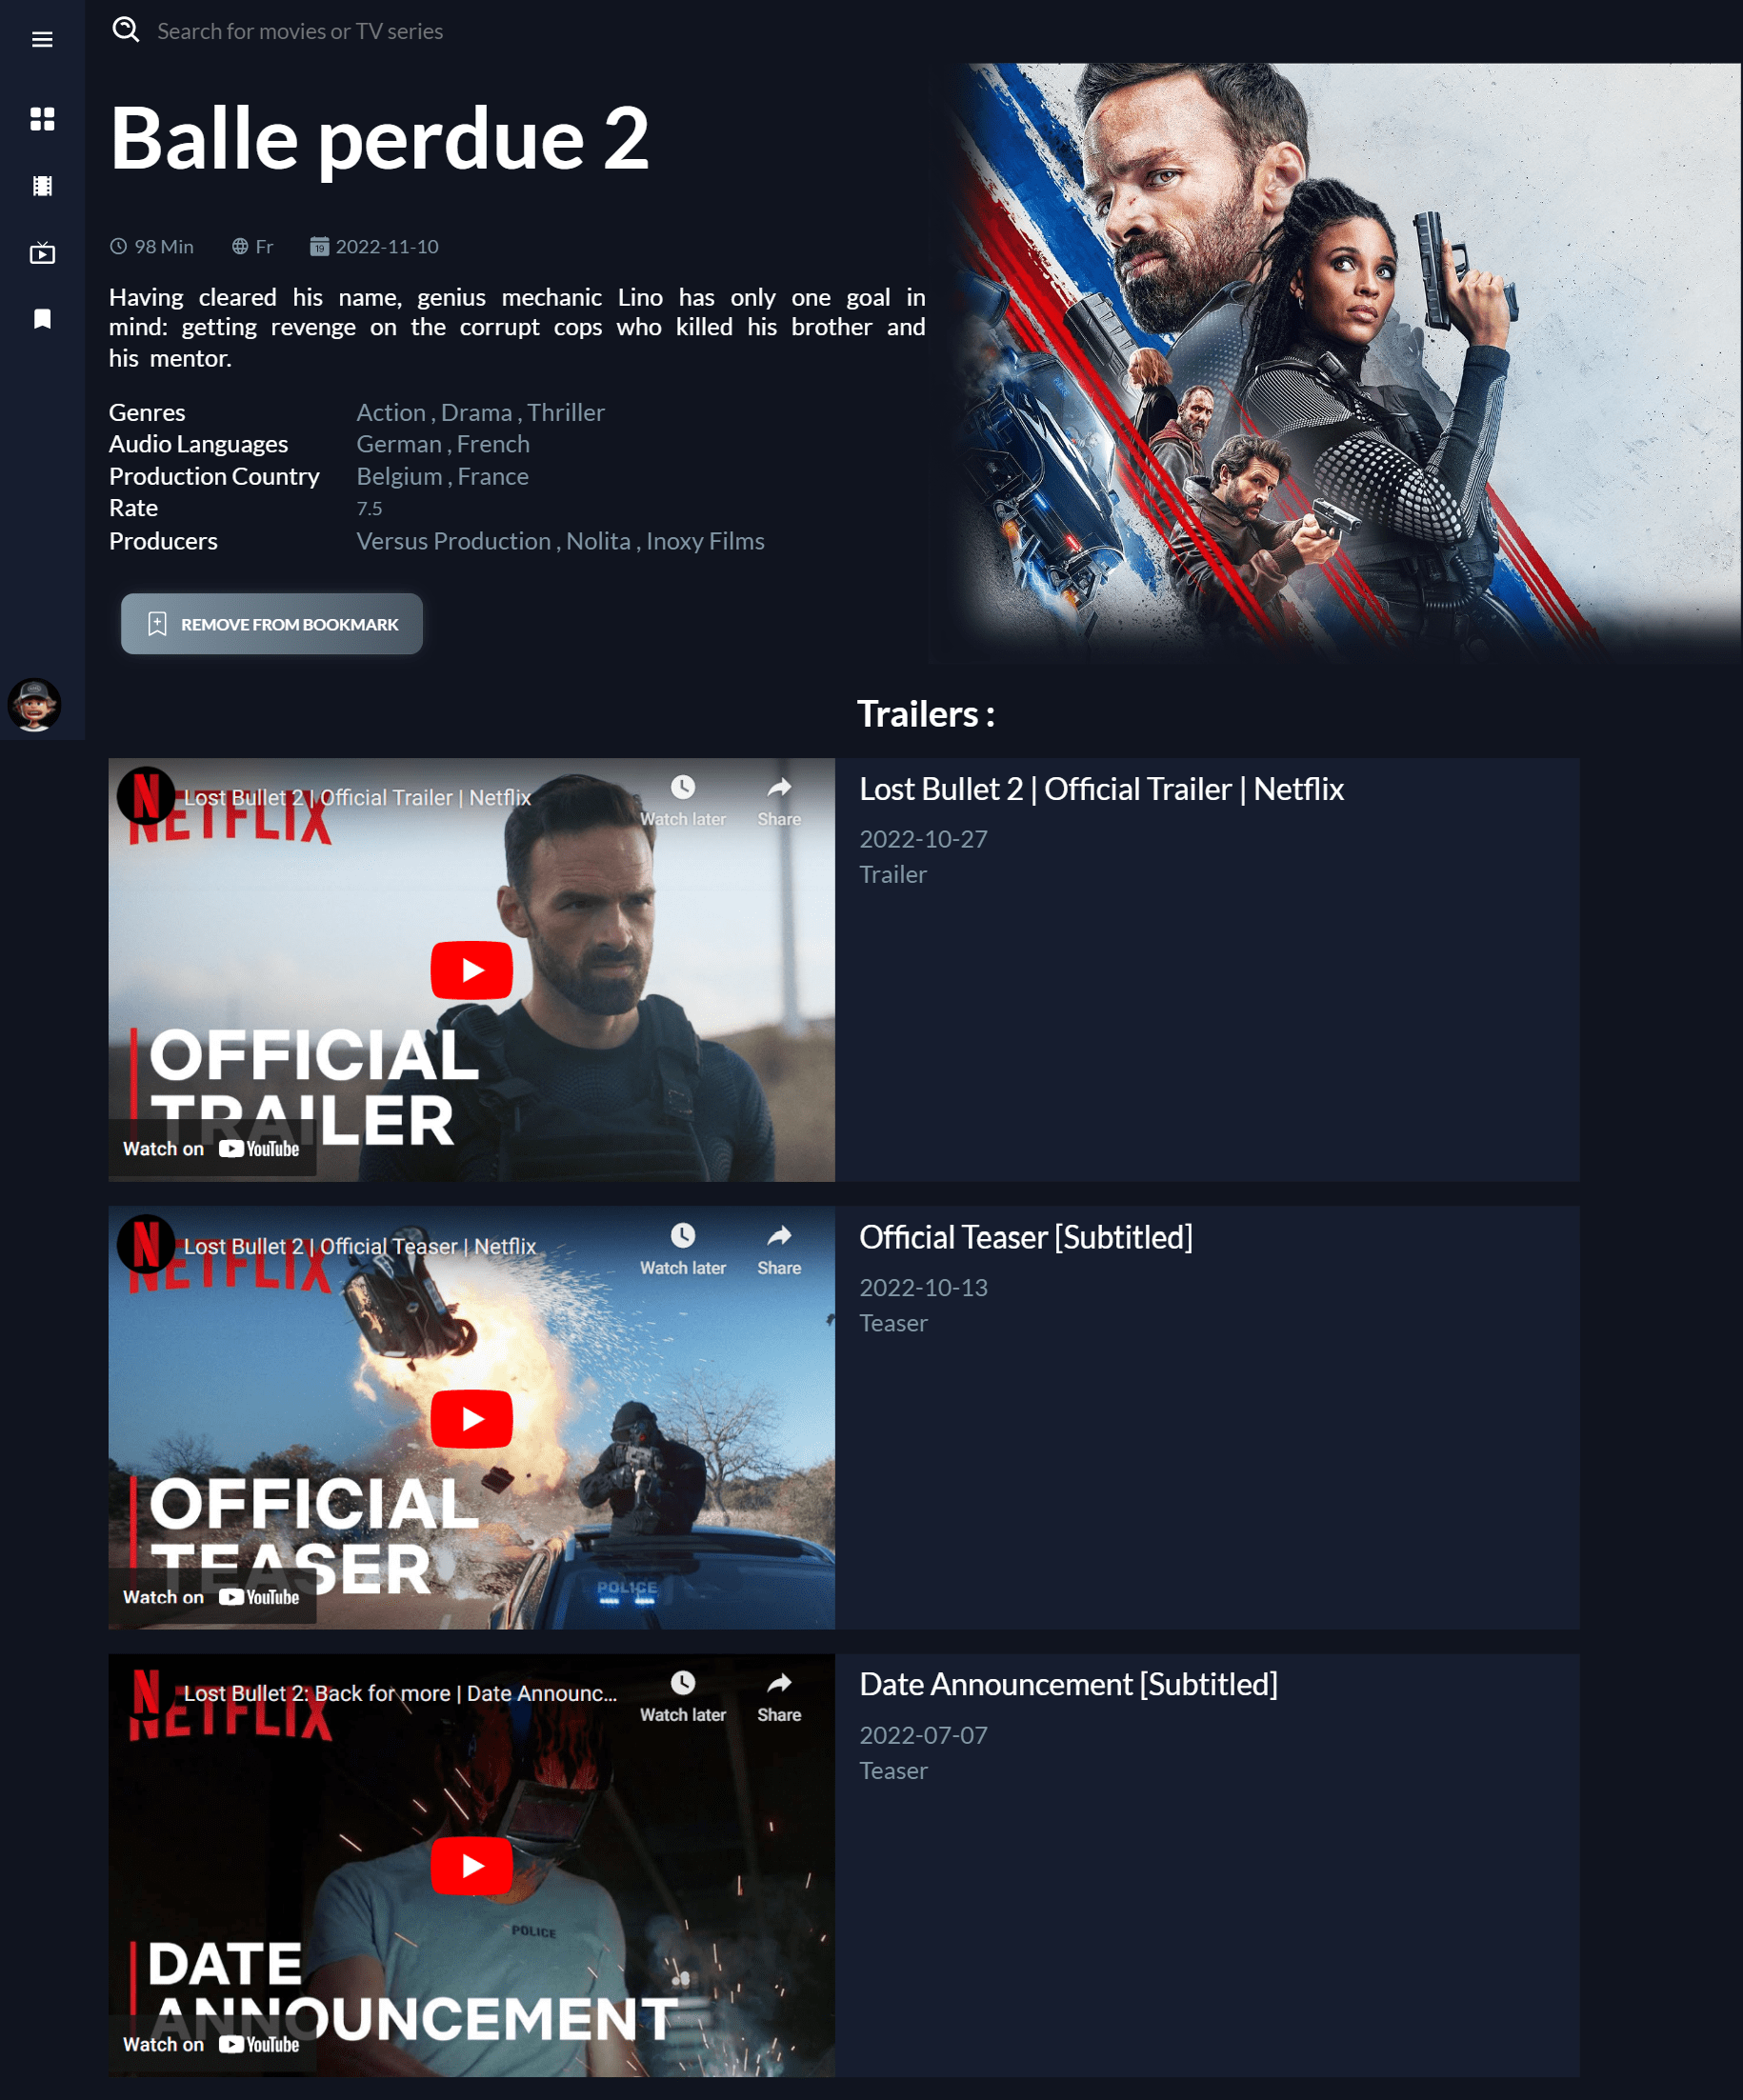 Search for movies or TV series
Balle perdue 2
98 Min Fr 19 2022-11-10
Having cleared his name, genius mechanic Lino has only one goal in
mind: getting revenge on the corrupt cops who killed his brother and
his mentor.
Genres Action , Drama , Thriller
Audio Languages German , French
Production Country Belgium , France
Rate 7.5
Producers Versus Production , Nolita , Inoxy Films
REMOVE FROM BOOKMARK
Trailers :
N Lost Bullet 2 | Official Trailer | Netflix
NETFLIX
Watch later Share
OFFICIAL
TRAILER
Watch on YouTube
Lost Bullet 2 | Official Trailer | Netflix
2022-10-27
Trailer
N Lost Bullet 2 | Official Teaser | Netflix
NETFLIX
Watch later Share
OFFICIAL
TEASER
POLICE
Watch on YouTube
Official Teaser [Subtitled]
2022-10-13
Teaser
N Lost Bullet 2: Back for more | Date Announc...
NETFLIX
Watch later Share
POLICE
DATE
ANNOUNCEMENT
Watch on YouTube
Date Announcement [Subtitled]
2022-07-07
Teaser